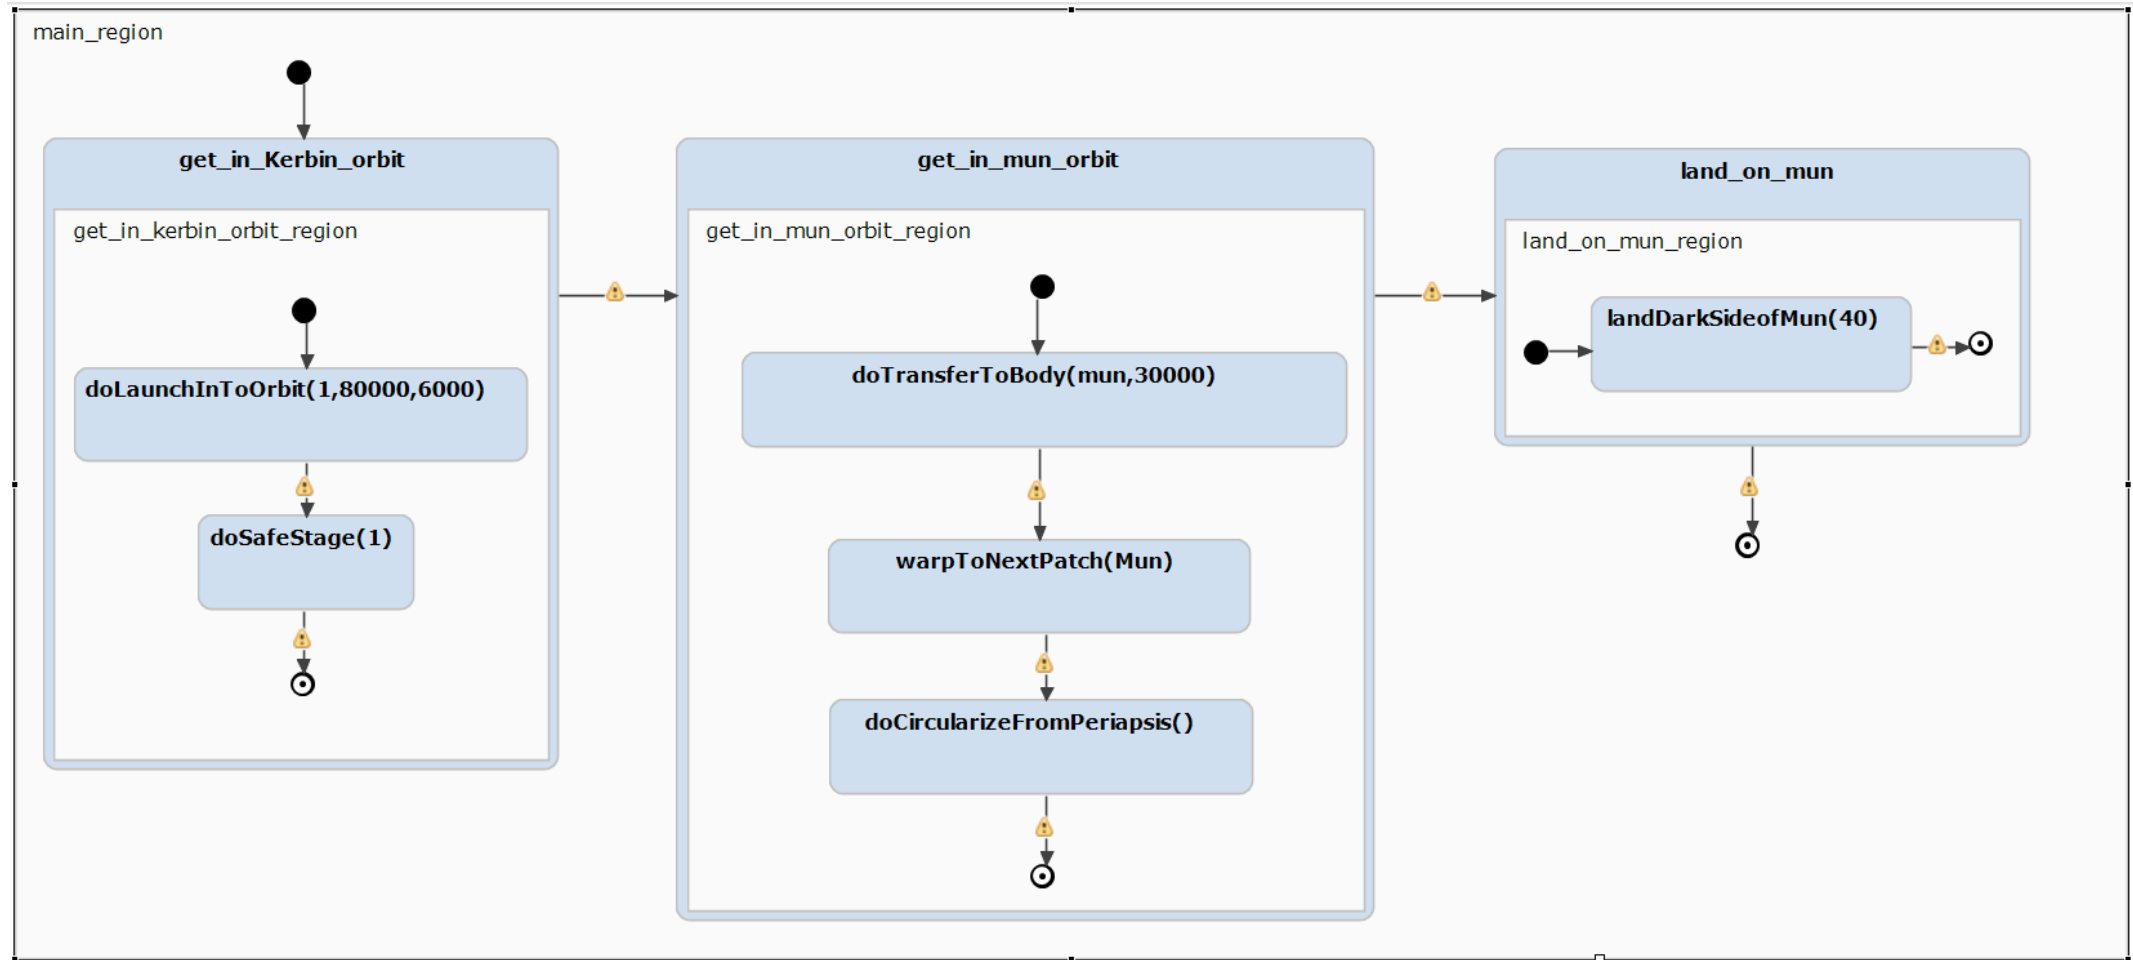 main_region
get_in_Kerbin_orbit
get_in_kerbin_orbit_region
doLaunchInToOrbit(1,80000,6000)
doSafeStage(1)
get_in_mun_orbit
get_in_mun_orbit_region
doTransferToBody(mun,30000)
warpToNextPatch(Mun)
doCircularizeFromPeriapsis()
land_on_mun
land_on_mun_region
landDarkSideofMun(40)